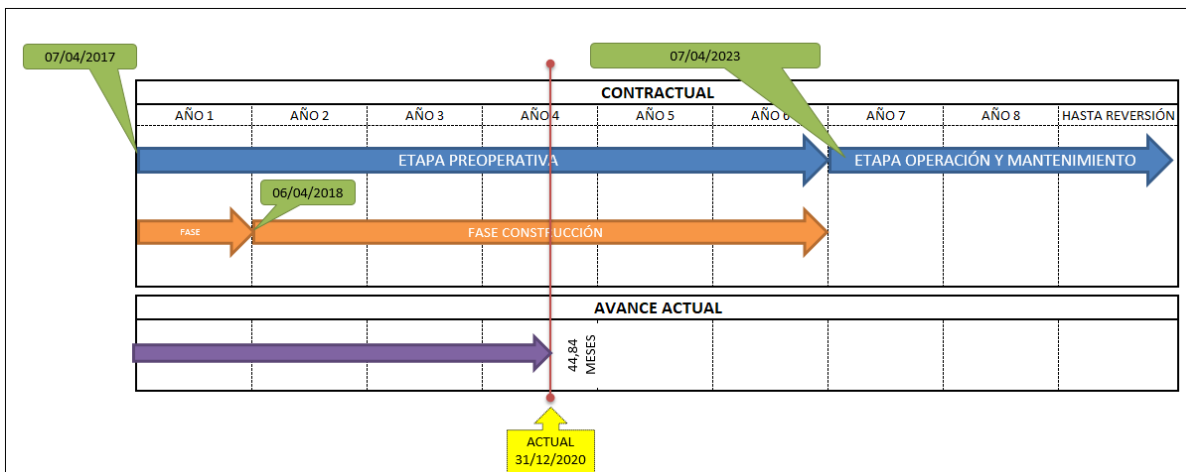 07/04/2017
07/04/2023
CONTRACTUAL
AÑO 1 AÑO 2 AÑO 3 AÑO 4 AÑO 5 AÑO 6 AÑO 7 AÑO 8 HASTA REVERSIÓN
ETAPA PREOPERATIVA ETAPA OPERACIÓN Y MANTENIMIENTO
06/04/2018
FASE FASE CONSTRUCCIÓN
AVANCE ACTUAL
44,84
MESES
ACTUAL
31/12/2020